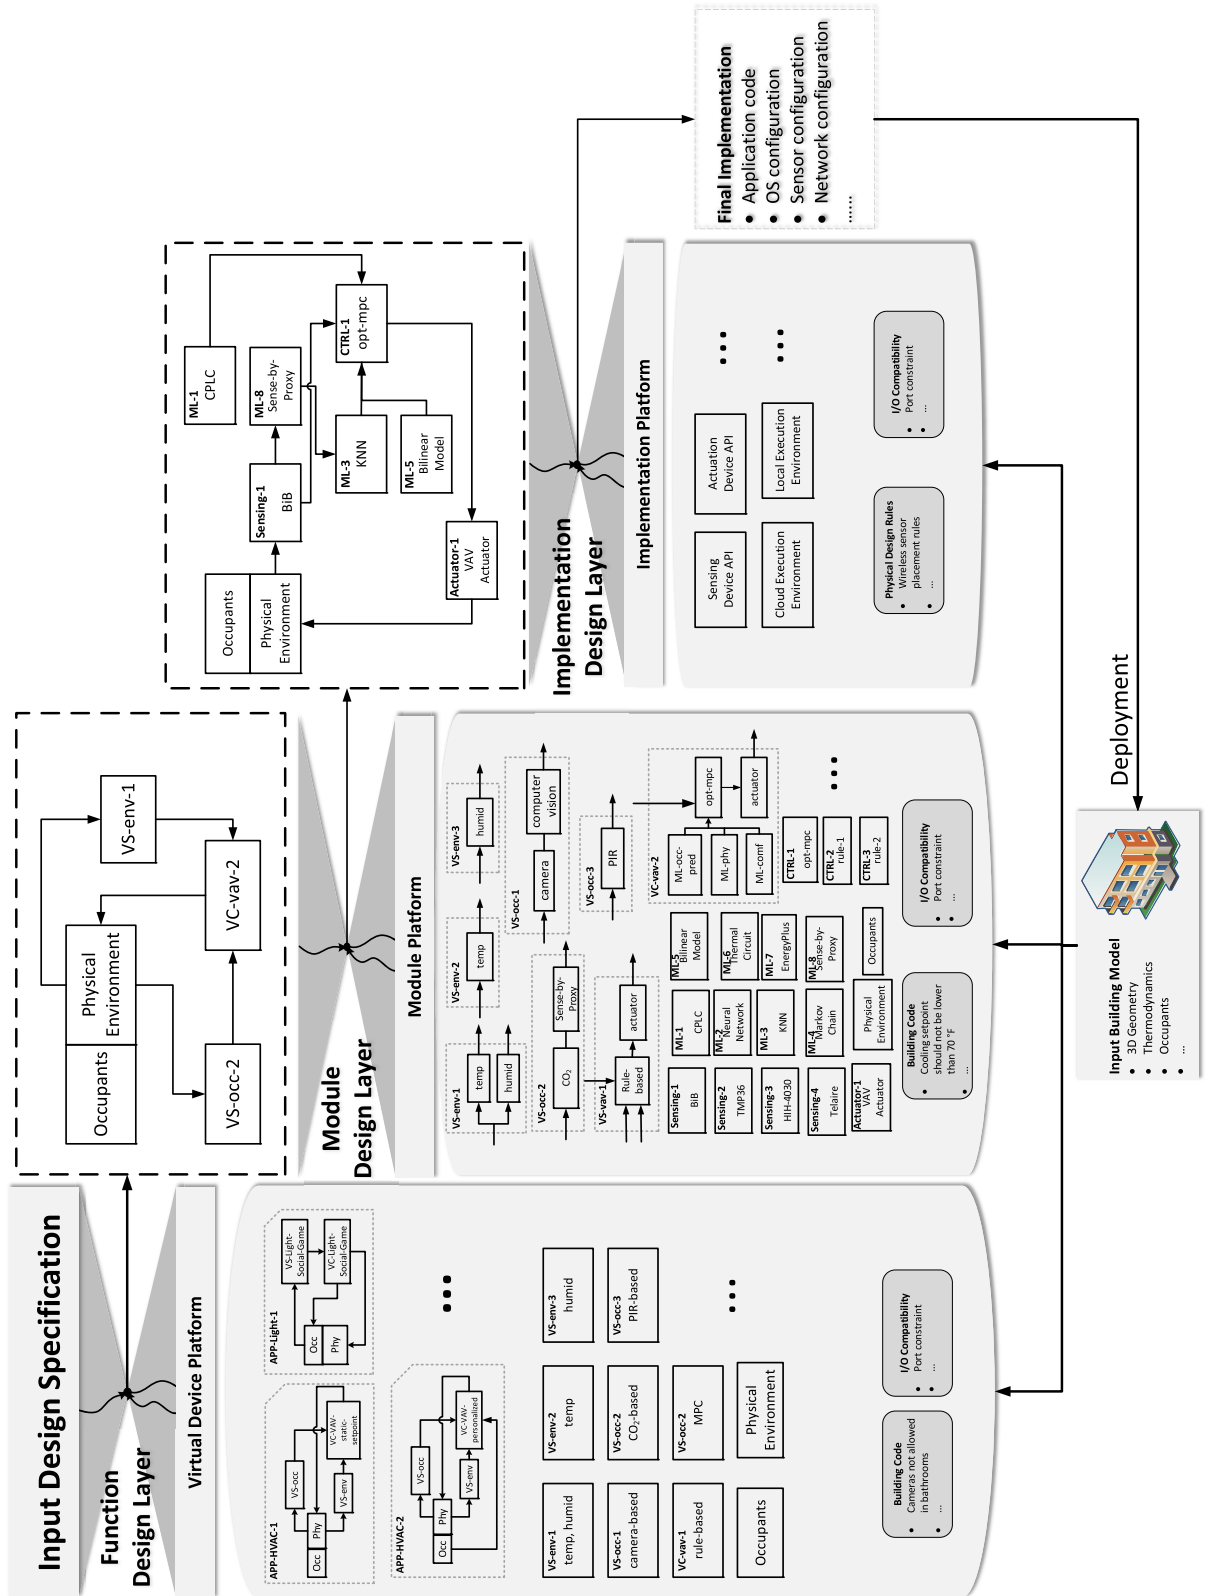 Input Design Specification
Function
Design Layer
Virtual Device Platform
APP-HVAC-1
Occ
Phy
VS-occ
VS-env
VC-VAV-
static-
setpoint
APP-Light-1
Occ
Phy
VS-Light-
Social-Game
VC-Light-
Social-Game
APP-HVAC-2
Occ
Phy
VS-occ
VS-env
VC-VAV-
personalized
VS-env-1
temp, humid
VS-env-2
temp
VS-env-3
humid
VS-occ-1
camera-based
VS-occ-2
CO₂-based
VS-occ-3
PIR-based
VC-vav-1
rule-based
VS-occ-2
MPC
Occupants
Physical
Environment
Building Code
• Cameras not allowed
in bathrooms
• ...
I/O Compatibility
• Port constraint
• ...
Occupants
Physical
Environment
VS-env-1
VS-occ-2
VC-vav-2
Module
Design Layer
Module Platform
VS-env-1
temp
humid
VS-env-2
temp
VS-env-3
humid
VS-occ-2
CO₂
Sense-by-
Proxy
VS-occ-1
camera
computer
vision
VS-vav-1
Rule-
based
actuator
VS-occ-3
PIR
VC-vav-2
ML-occ-
pred
ML-phy
ML-comf
opt-mpc
actuator
Sensing-1
BiB
Sensing-2
TMP36
Sensing-3
HIH-4030
Sensing-4
Telaire
Actuator-1
VAV
Actuator
ML-1
CPLC
ML-2
Neural
Network
ML-3
KNN
ML-4
Markov
Chain
Physical
Environment
ML-5
Bilinear
Model
ML-6
Thermal
Circuit
ML-7
EnergyPlus
ML-8
Sense-by-
Proxy
Occupants
CTRL-1
opt-mpc
CTRL-2
rule-1
CTRL-3
rule-2
Building Code
• Cooling setpoint
should not be lower
than 70 °F
• ...
I/O Compatibility
• Port constraint
• ...
ML-1
CPLC
ML-8
Sense-by-
Proxy
Sensing-1
BiB
Occupants
Physical
Environment
CTRL-1
opt-mpc
ML-3
KNN
ML-5
Bilinear
Model
Actuator-1
VAV
Actuator
Implementation
Design Layer
Implementation Platform
Sensing
Device API
Actuation
Device API
Cloud Execution
Environment
Local Execution
Environment
Physical Design Rules
• Wireless sensor
placement rules
• ...
I/O Compatibility
• Port constraint
• ...
Final Implementation
• Application code
• OS configuration
• Sensor configuration
• Network configuration
......
Deployment
Input Building Model
• 3D Geometry
• Thermodynamics
• Occupants
• ...